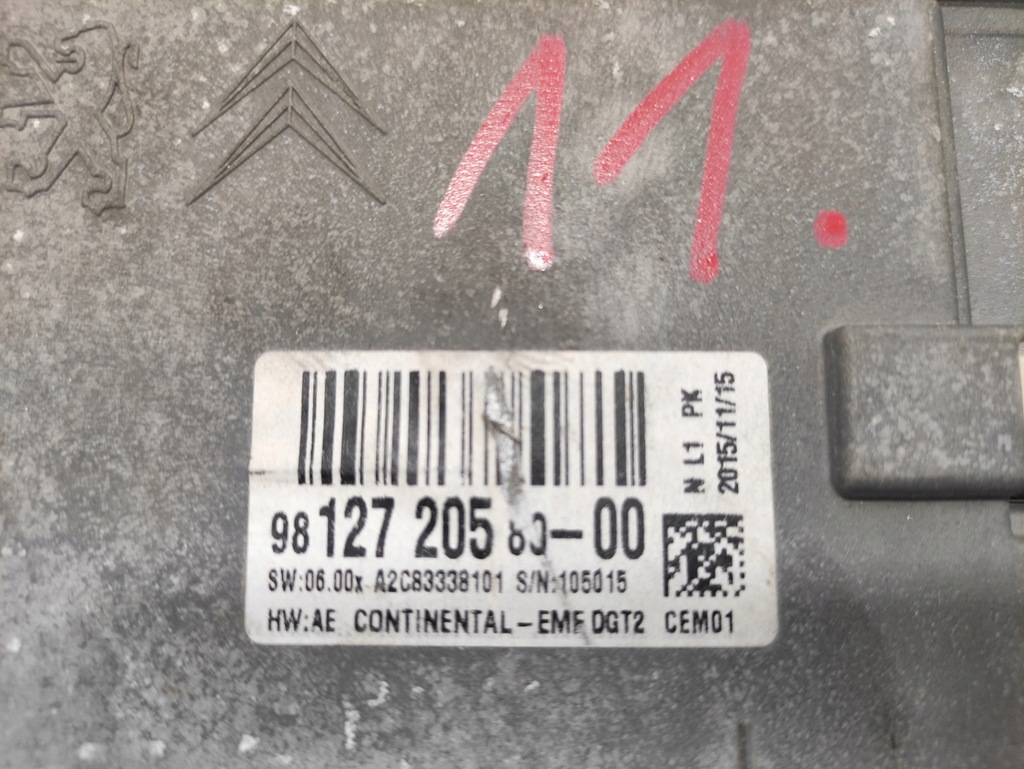 11.
N L1 PK
2015/11/15
98 127 205 80-00
SW:06.00x A2C83338101 S/N:105015
HW:AE CONTINENTAL-EMF DGT2 CEM01